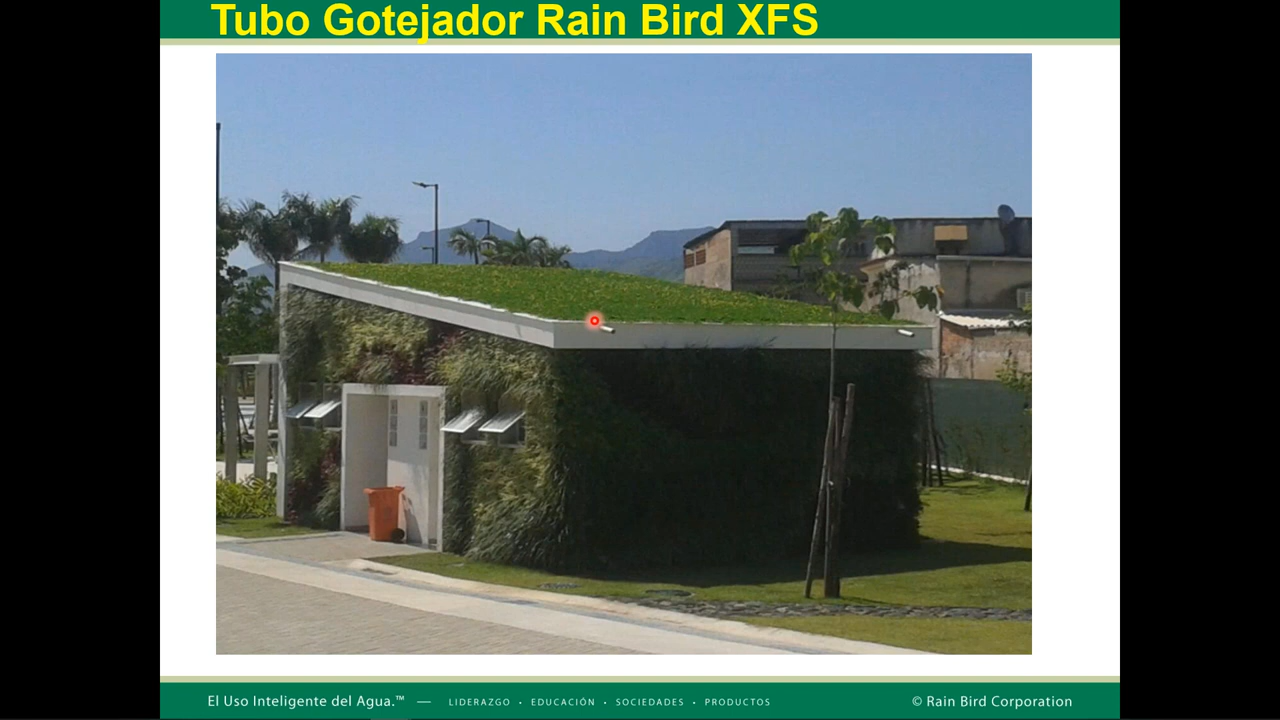 Tubo Gotejador Rain Bird XFS
El Uso Inteligente del Agua.™ — LIDERAZGO • EDUCACIÓN • SOCIEDADES • PRODUCTOS © Rain Bird Corporation